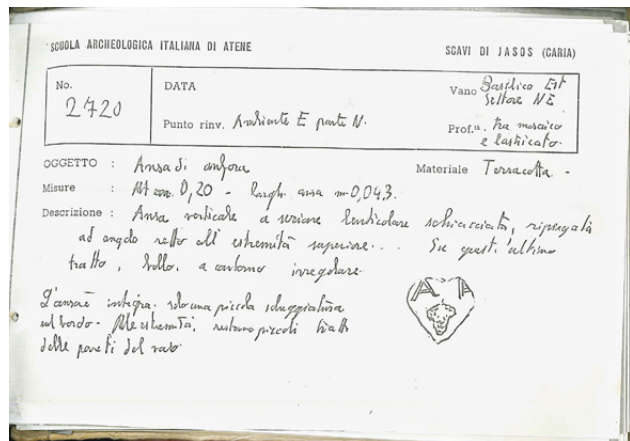 SCUOLA ARCHEOLOGICA ITALIANA DI ATENE
SCAVI DI JASOS (CARIA)
No.
2720
DATA
Punto rinv. Ambiente E parte N.
Vano Basilica Est
Settore NE
Prof.tà tra mosaico
e lastricato.
OGGETTO : Ansa di anfora
Materiale Terracotta -
Misure : Alt. 0,20 - Largh. ansa m 0,043.
Descrizione : Ansa verticale a sezione lenticolare schiacciata, ripiegata
ad angolo retto all'estremità superiore... Su quest'ultimo
tratto, bollo, a contorno irregolare.
L'ansa è integra. solo una piccola scheggiatura
sul bordo. Alle estremità, restano piccoli tratti
delle pareti del vaso
A A